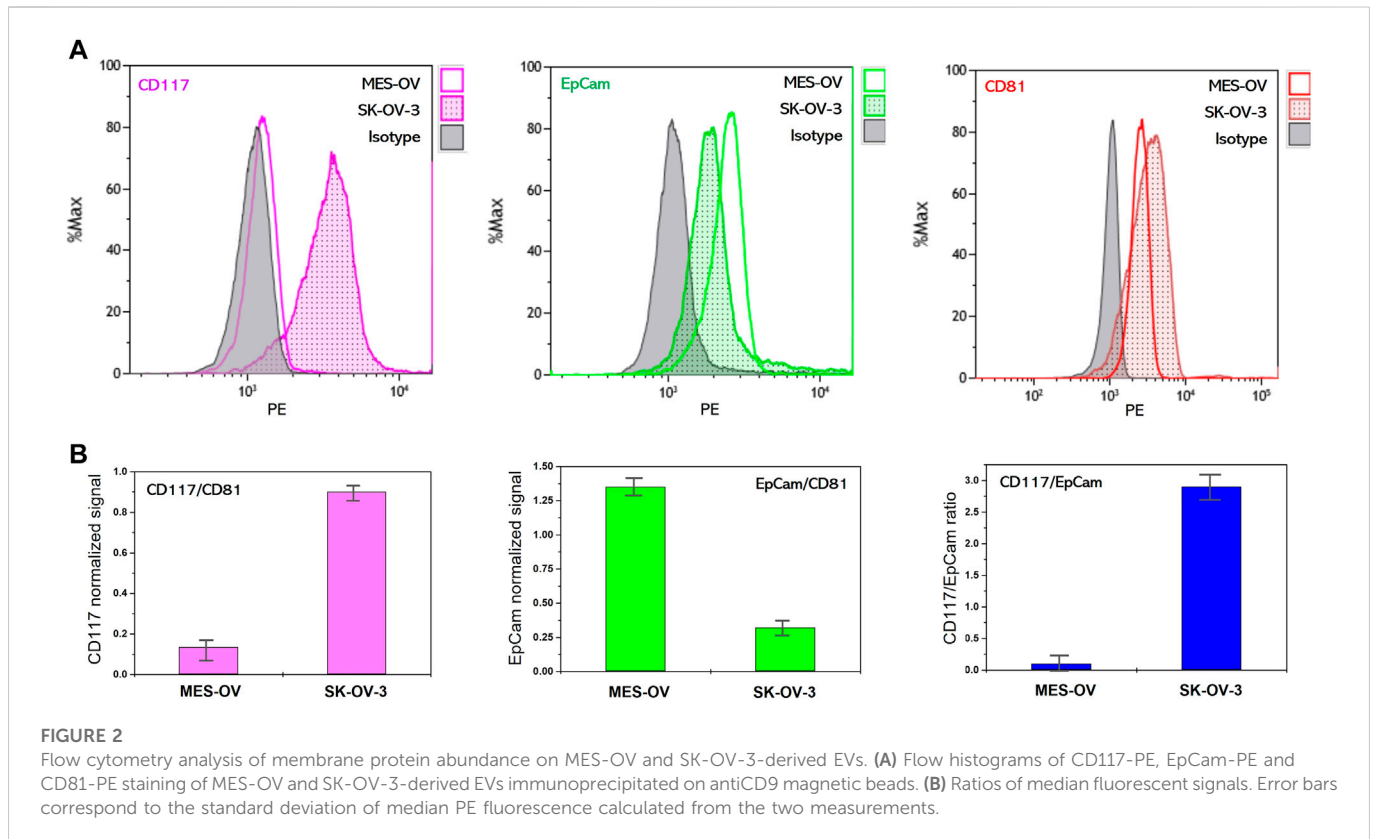 A
CD117
MES-OV
SK-OV-3
Isotype
100
80
60
40
20
0
%Max
10³
10⁴
PE
EpCam
MES-OV
SK-OV-3
Isotype
100
80
60
40
20
0
%Max
10³
10⁴
PE
CD81
MES-OV
SK-OV-3
Isotype
100
80
60
40
20
0
%Max
10²
10³
10⁴
10⁵
PE
B
CD117/CD81
CD117 normalized signal
1.0
0.8
0.6
0.4
0.2
0.0
MES-OV
SK-OV-3
EpCam/CD81
EpCam normalized signal
1.50
1.25
1.00
0.75
0.50
0.25
0.00
MES-OV
SK-OV-3
CD117/EpCam
CD117/EpCam ratio
3.0
2.5
2.0
1.5
1.0
0.5
0.0
MES-OV
SK-OV-3
FIGURE 2
Flow cytometry analysis of membrane protein abundance on MES-OV and SK-OV-3-derived EVs. (A) Flow histograms of CD117-PE, EpCam-PE and
CD81-PE staining of MES-OV and SK-OV-3-derived EVs immunoprecipitated on antiCD9 magnetic beads. (B) Ratios of median fluorescent signals. Error bars
correspond to the standard deviation of median PE fluorescence calculated from the two measurements.